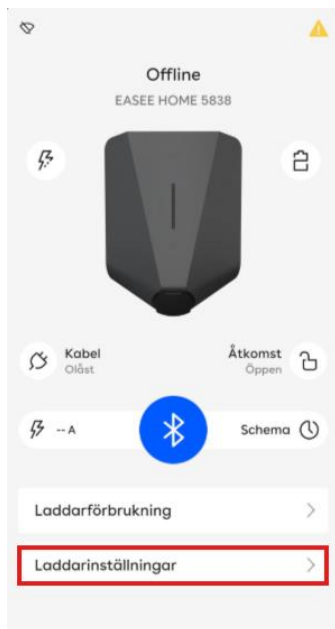 Offline
EASEE HOME 5838
Kabel
Olåst
Åtkomst
Öppen
-- A
Schema
Laddarförbrukning
Laddarinställningar